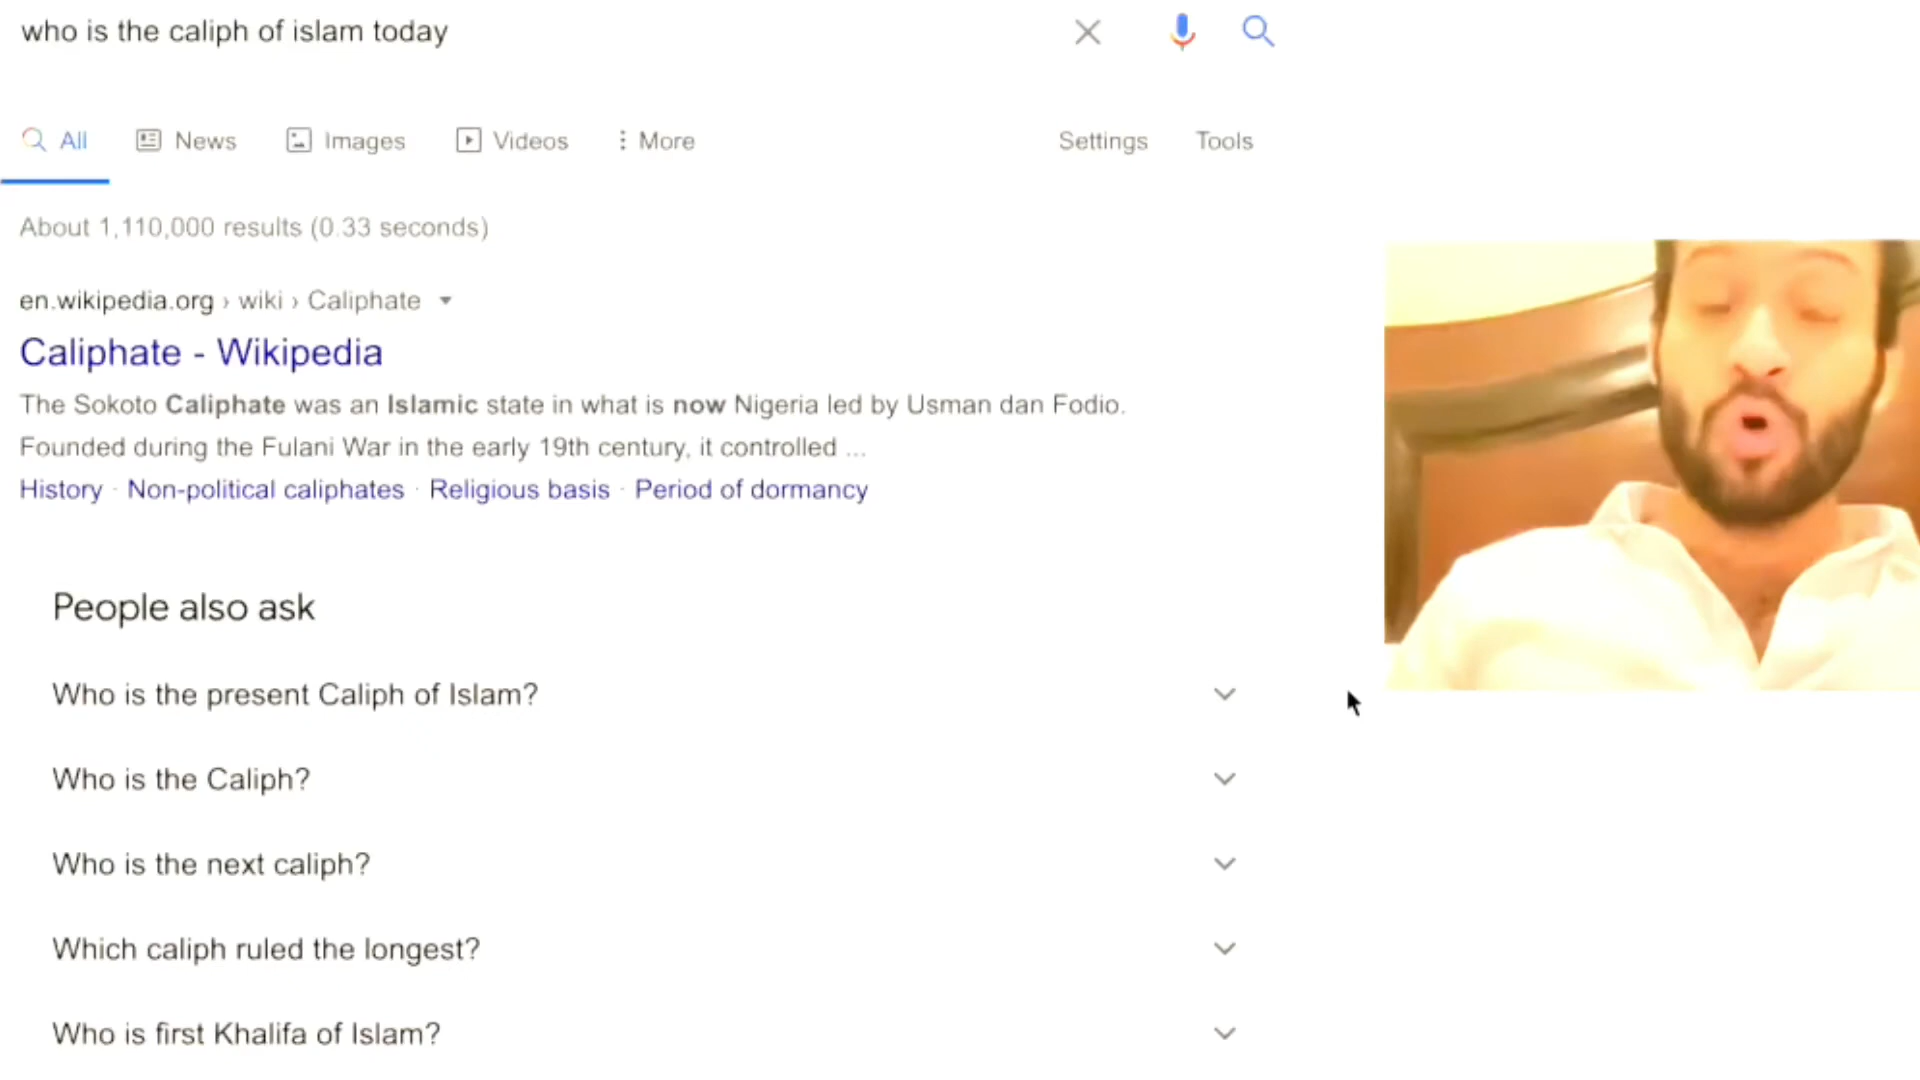 who is the caliph of islam today
All News Images Videos More Settings Tools
About 1,110,000 results (0.33 seconds)
en.wikipedia.org › wiki › Caliphate
Caliphate - Wikipedia
The Sokoto Caliphate was an Islamic state in what is now Nigeria led by Usman dan Fodio.
Founded during the Fulani War in the early 19th century, it controlled ...
History · Non-political caliphates · Religious basis · Period of dormancy
People also ask
Who is the present Caliph of Islam?
Who is the Caliph?
Who is the next caliph?
Which caliph ruled the longest?
Who is first Khalifa of Islam?